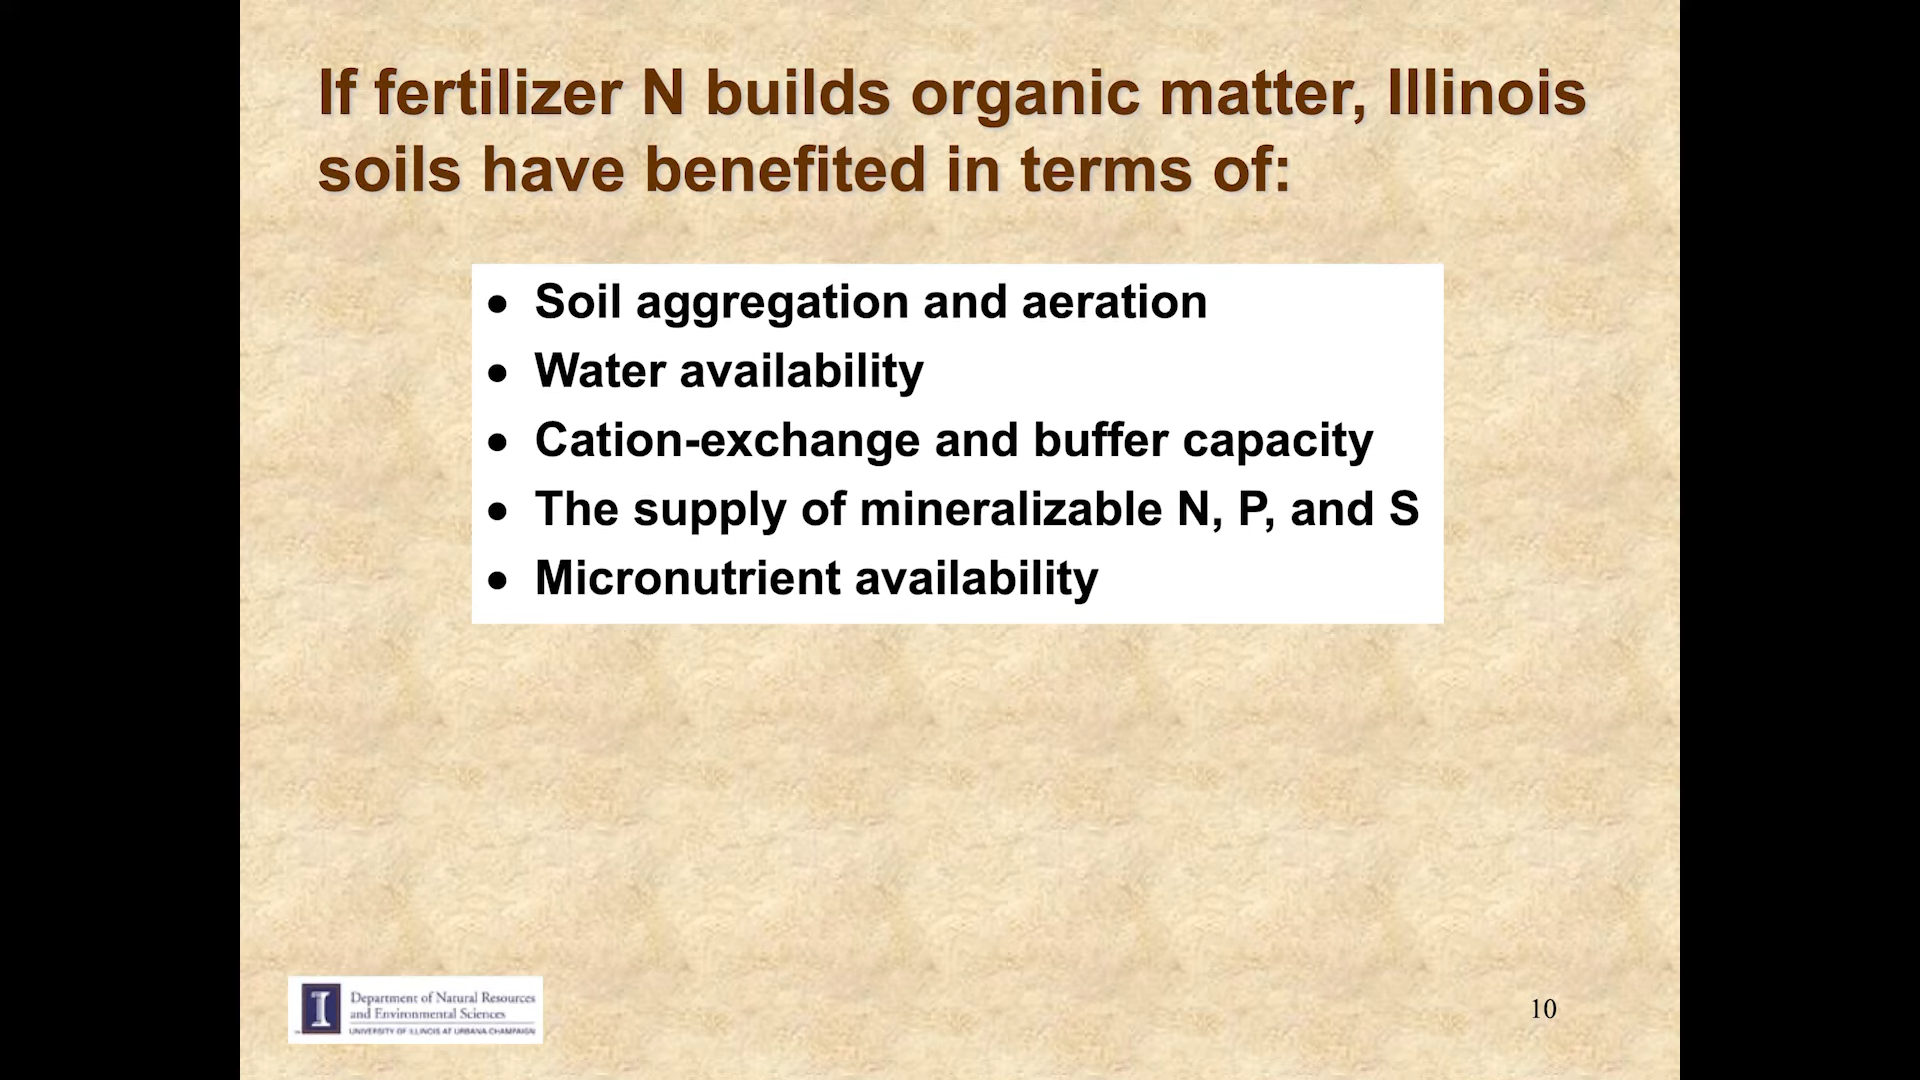 If fertilizer N builds organic matter, Illinois
soils have benefited in terms of:
• Soil aggregation and aeration
• Water availability
• Cation-exchange and buffer capacity
• The supply of mineralizable N, P, and S
• Micronutrient availability
I
Department of Natural Resources
and Environmental Sciences
UNIVERSITY OF ILLINOIS AT URBANA-CHAMPAIGN
10